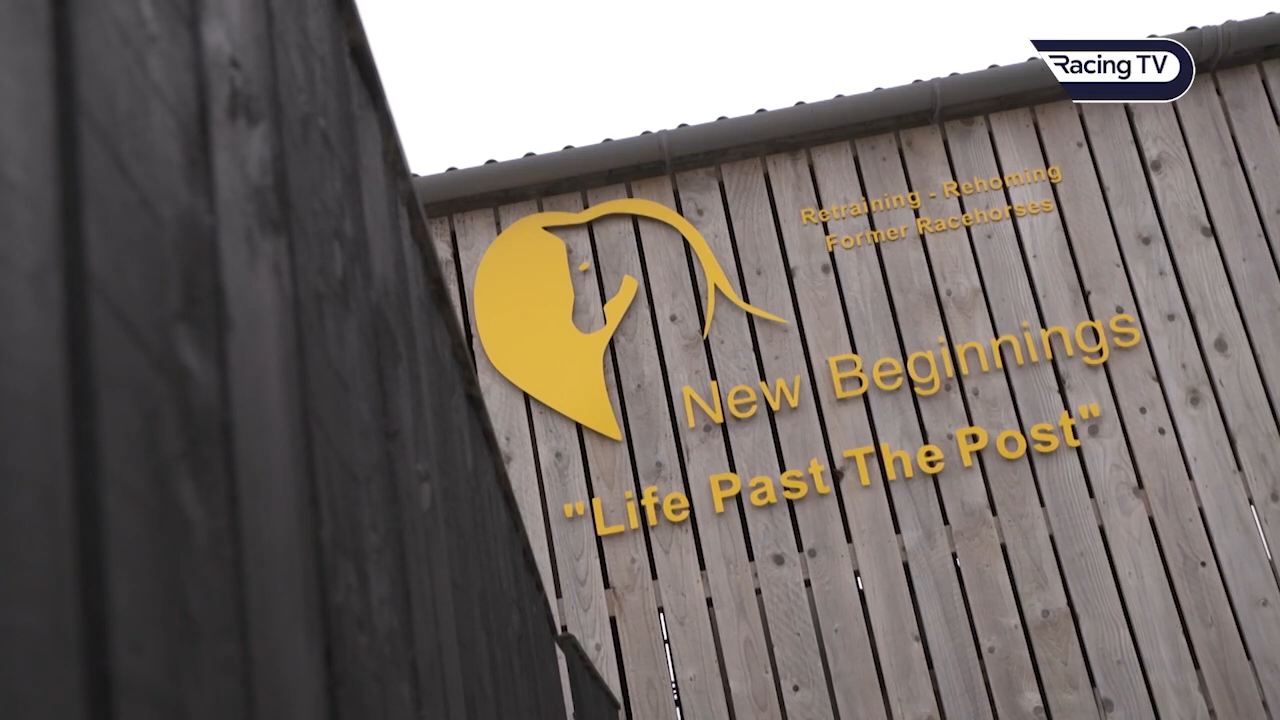 Racing TV
Retraining - Rehoming
Former Racehorses
New Beginnings
"Life Past The Post"